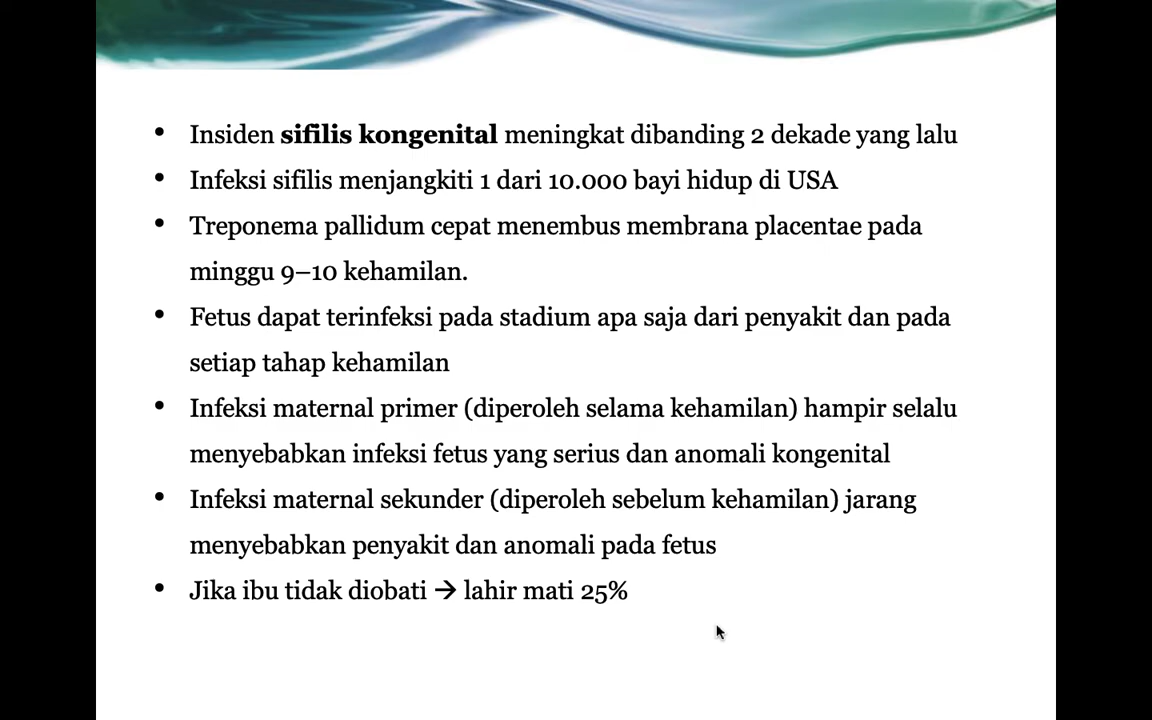 • Insiden sifilis kongenital meningkat dibanding 2 dekade yang lalu
• Infeksi sifilis menjangkiti 1 dari 10.000 bayi hidup di USA
• Treponema pallidum cepat menembus membrana placentae pada
minggu 9–10 kehamilan.
• Fetus dapat terinfeksi pada stadium apa saja dari penyakit dan pada
setiap tahap kehamilan
• Infeksi maternal primer (diperoleh selama kehamilan) hampir selalu
menyebabkan infeksi fetus yang serius dan anomali kongenital
• Infeksi maternal sekunder (diperoleh sebelum kehamilan) jarang
menyebabkan penyakit dan anomali pada fetus
• Jika ibu tidak diobati → lahir mati 25%